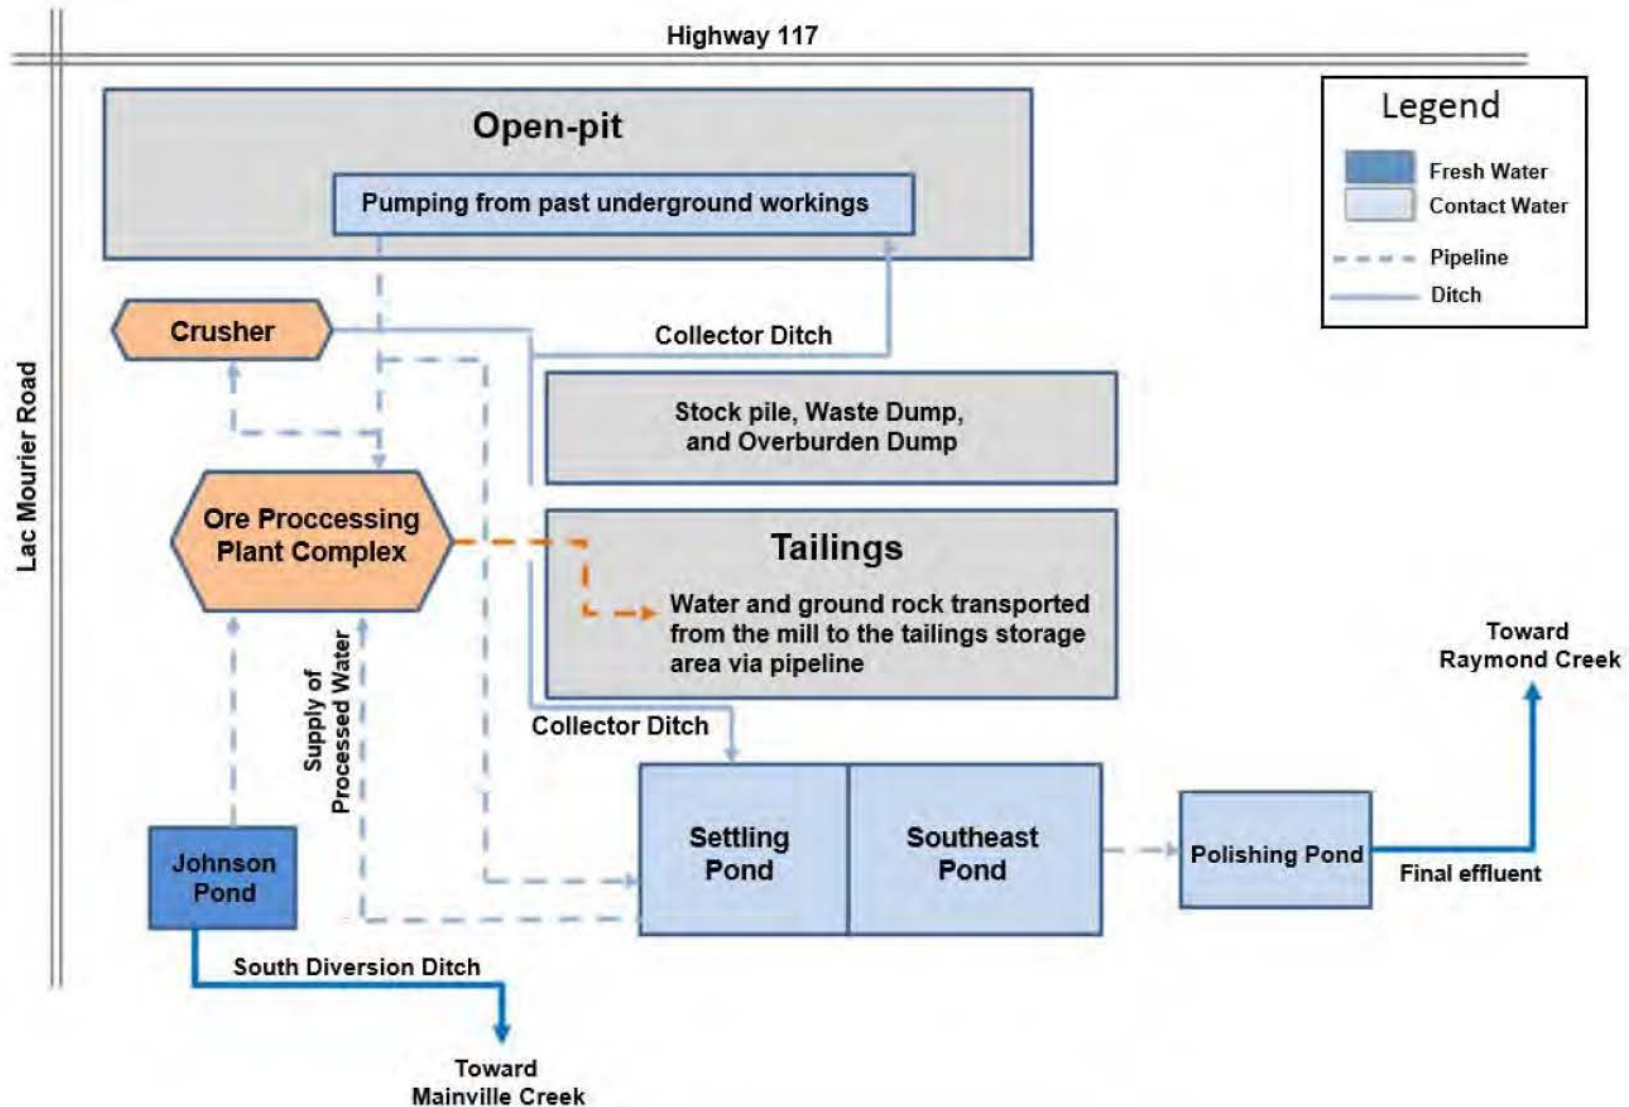 Highway 117
Legend
Fresh Water
Contact Water
Pipeline
Ditch
Open-pit
Pumping from past underground workings
Crusher
Collector Ditch
Lac Mourier Road
Stock pile, Waste Dump,
and Overburden Dump
Ore Proccessing
Plant Complex
Tailings
Water and ground rock transported
from the mill to the tailings storage
area via pipeline
Toward
Raymond Creek
Supply of
Processed Water
Collector Ditch
Johnson
Pond
Settling
Pond
Southeast
Pond
Polishing Pond
Final effluent
South Diversion Ditch
Toward
Mainville Creek